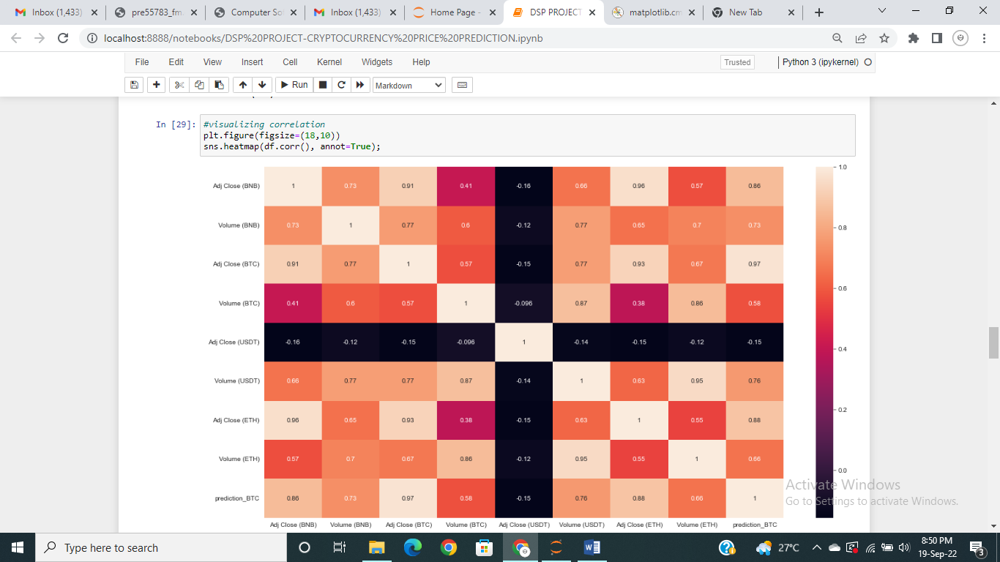 Inbox (1,433)
pre55783_fm.
Computer So
Inbox (1,433)
Home Page -
DSP PROJECT
matplotlib.cm
New Tab
localhost:8888/notebooks/DSP%20PROJECT-CRYPTOCURRENCY%20PRICE%20PREDICTION.ipynb
File Edit View Insert Cell Kernel Widgets Help
Trusted
Python 3 (ipykernel)
Run
Markdown
In [29]: #visualizing correlation
plt.figure(figsize=(18,10))
sns.heatmap(df.corr(), annot=True);
Adj Close (BNB) 1 0.73 0.91 0.41 -0.16 0.66 0.96 0.57 0.86
Volume (BNB) 0.73 1 0.77 0.6 -0.12 0.77 0.65 0.7 0.73
Adj Close (BTC) 0.91 0.77 1 0.57 -0.15 0.77 0.93 0.67 0.97
Volume (BTC) 0.41 0.6 0.57 1 -0.096 0.87 0.38 0.86 0.58
Adj Close (USDT) -0.16 -0.12 -0.15 -0.096 1 -0.14 -0.15 -0.12 -0.15
Volume (USDT) 0.66 0.77 0.77 0.87 -0.14 1 0.63 0.95 0.76
Adj Close (ETH) 0.96 0.65 0.93 0.38 -0.15 0.63 1 0.55 0.88
Volume (ETH) 0.57 0.7 0.67 0.86 -0.12 0.95 0.55 1 0.66
prediction_BTC 0.86 0.73 0.97 0.58 -0.15 0.76 0.88 0.66 1
Adj Close (BNB) Volume (BNB) Adj Close (BTC) Volume (BTC) Adj Close (USDT) Volume (USDT) Adj Close (ETH) Volume (ETH) prediction_BTC
1.0
0.8
0.6
0.4
0.2
0.0
Activate Windows
Go to Settings to activate Windows.
Type here to search
27°C
8:50 PM
19-Sep-22
3